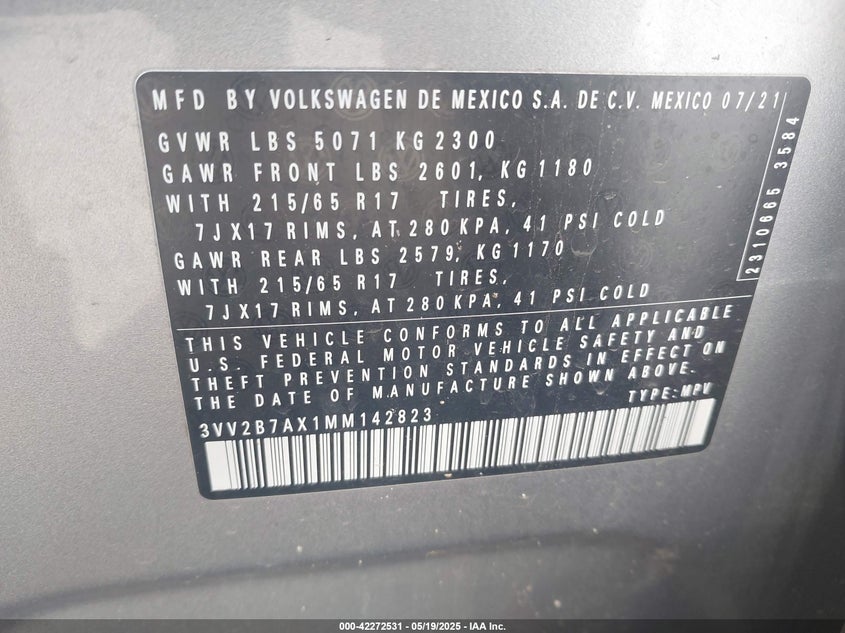 MFD BY VOLKSWAGEN DE MEXICO S.A. DE C.V. MEXICO 07/21
GVWR LBS 5071 KG 2300
GAWR FRONT LBS 2601, KG 1180
WITH 215/65 R17 TIRES,
7JX17 RIMS, AT 280 KPA, 41 PSI COLD
GAWR REAR LBS 2579, KG 1170
WITH 215/65 R17 TIRES,
7JX17 RIMS, AT 280 KPA, 41 PSI COLD
2310665 3584
THIS VEHICLE CONFORMS TO ALL APPLICABLE
U.S. FEDERAL MOTOR VEHICLE SAFETY AND
THEFT PREVENTION STANDARDS IN EFFECT ON
THE DATE OF MANUFACTURE SHOWN ABOVE.
TYPE:MPV
3VV2B7AX1MM142823
000-42272531 - 05/19/2025 - IAA Inc.